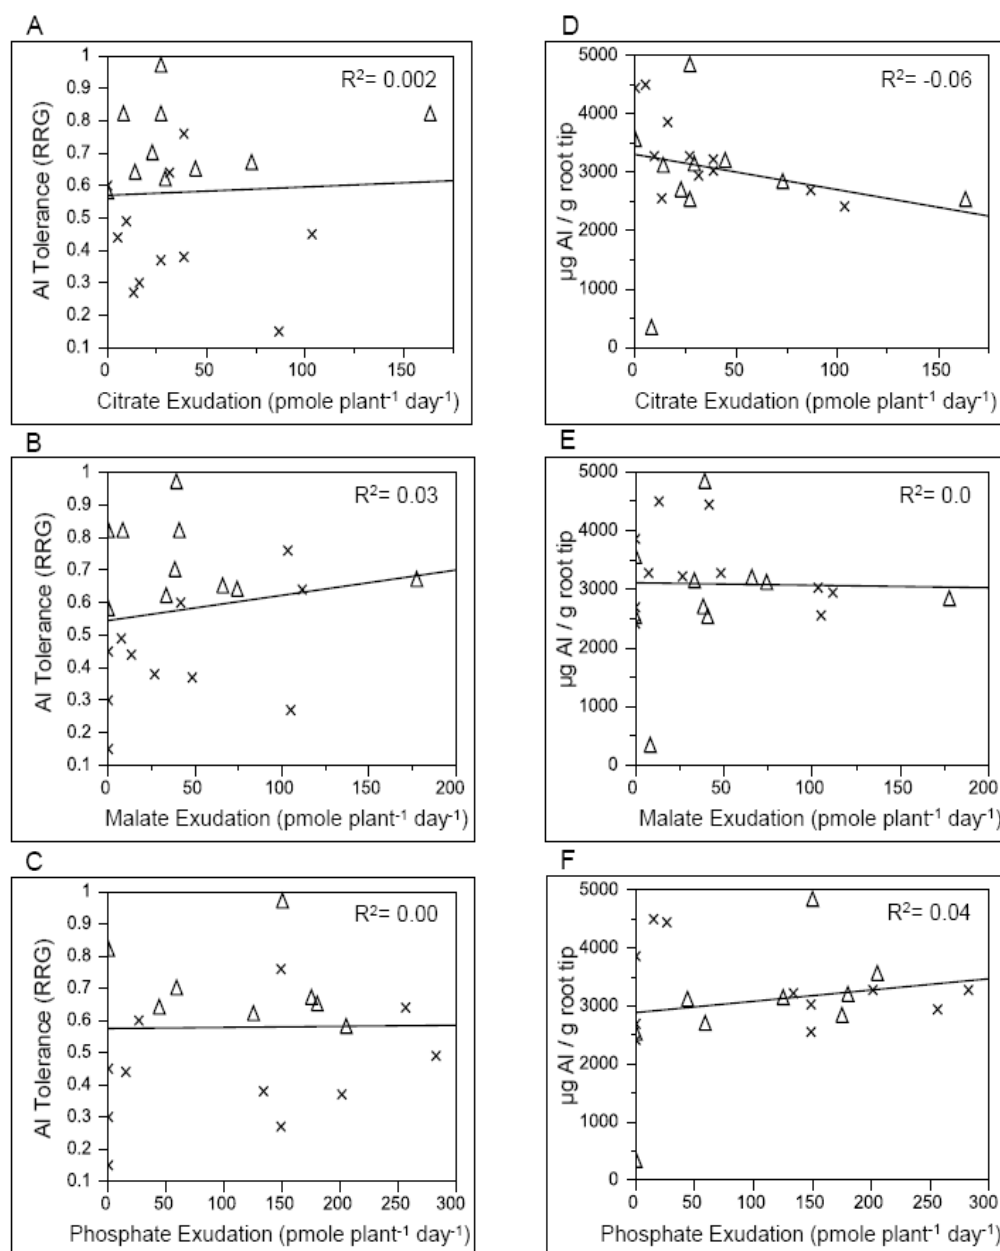 A
R²= 0.002
Al Tolerance (RRG)
1
0.9
0.8
0.7
0.6
0.5
0.4
0.3
0.2
0.1
0 50 100 150
Citrate Exudation (pmole plant⁻¹ day⁻¹)
D
R²= -0.06
µg Al / g root tip
5000
4000
3000
2000
1000
0
0 50 100 150
Citrate Exudation (pmole plant⁻¹ day⁻¹)
B
R²= 0.03
Al Tolerance (RRG)
1
0.9
0.8
0.7
0.6
0.5
0.4
0.3
0.2
0.1
0 50 100 150 200
Malate Exudation (pmole plant⁻¹ day⁻¹)
E
R²= 0.0
µg Al / g root tip
5000
4000
3000
2000
1000
0
0 50 100 150 200
Malate Exudation (pmole plant⁻¹ day⁻¹)
C
R²= 0.00
Al Tolerance (RRG)
1
0.9
0.8
0.7
0.6
0.5
0.4
0.3
0.2
0.1
0 50 100 150 200 250 300
Phosphate Exudation (pmole plant⁻¹ day⁻¹)
F
R²= 0.04
µg Al / g root tip
5000
4000
3000
2000
1000
0
0 50 100 150 200 250 300
Phosphate Exudation (pmole plant⁻¹ day⁻¹)